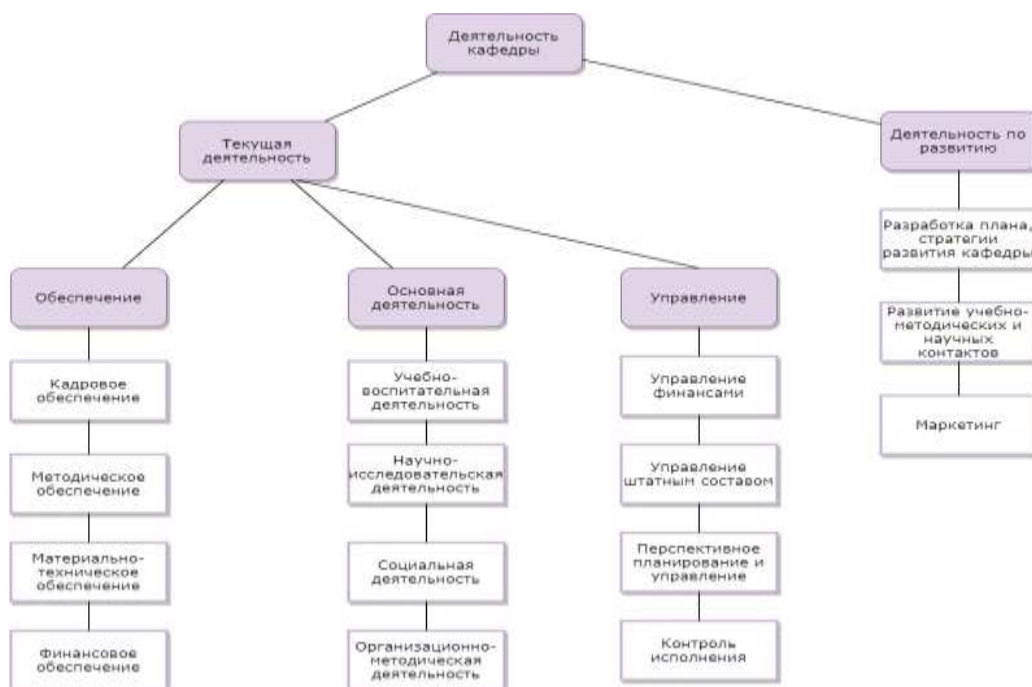 Деятельность
кафедры
Текущая
деятельность
Деятельность по
развитию
Разработка плана,
стратегии
развития кафедры
Развитие учебно-
методических и
научных
контактов
Маркетинг
Обеспечение
Кадровое
обеспечение
Методическое
обеспечение
Материально-
техническое
обеспечение
Финансовое
обеспечение
Основная
деятельность
Учебно-
воспитательная
деятельность
Научно-
исследовательская
деятельность
Социальная
деятельность
Организационно-
методическая
деятельность
Управление
Управление
финансами
Управление
штатным составом
Перспективное
планирование и
управление
Контроль
исполнения